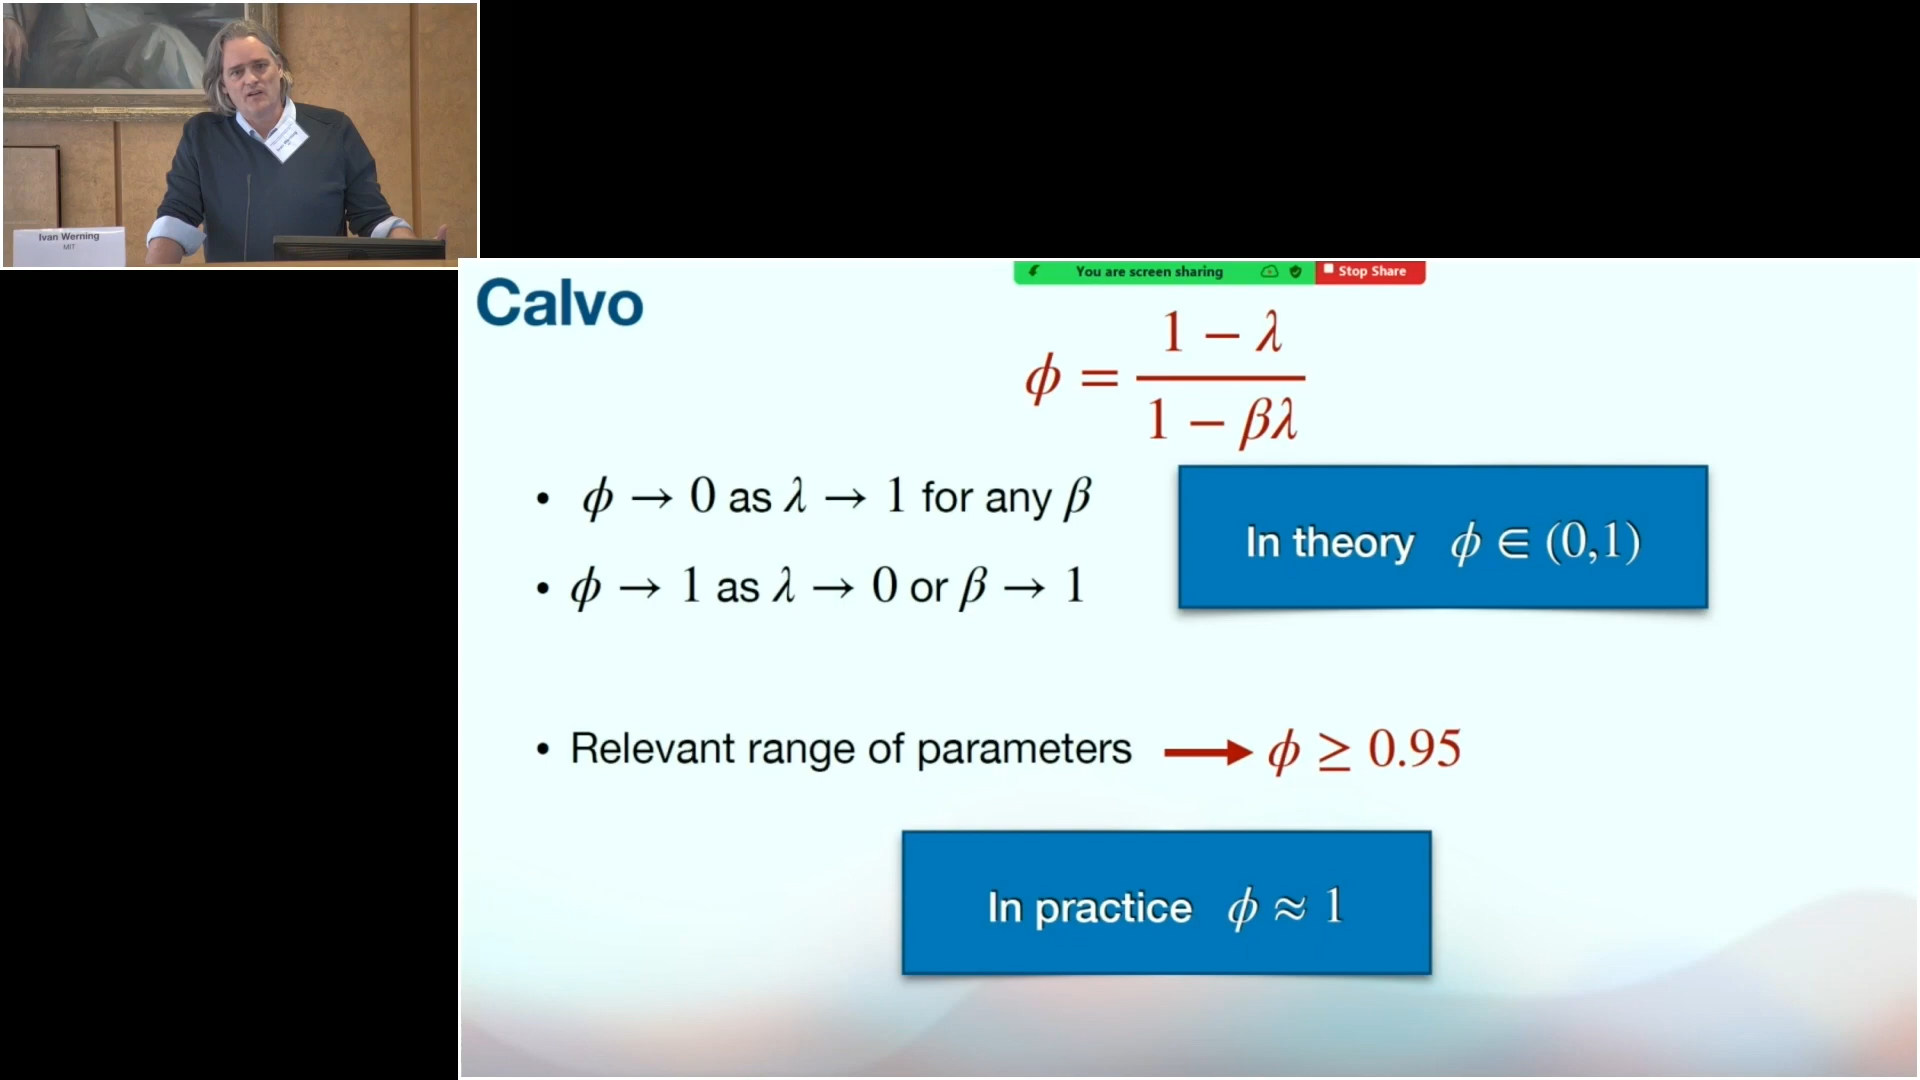 Ivan Werning
MIT
You are screen sharing
Stop Share
Calvo
ϕ = (1 − λ) / (1 − βλ)
• ϕ → 0 as λ → 1 for any β
In theory ϕ ∈ (0,1)
• ϕ → 1 as λ → 0 or β → 1
• Relevant range of parameters ⟶ ϕ ≥ 0.95
In practice ϕ ≈ 1